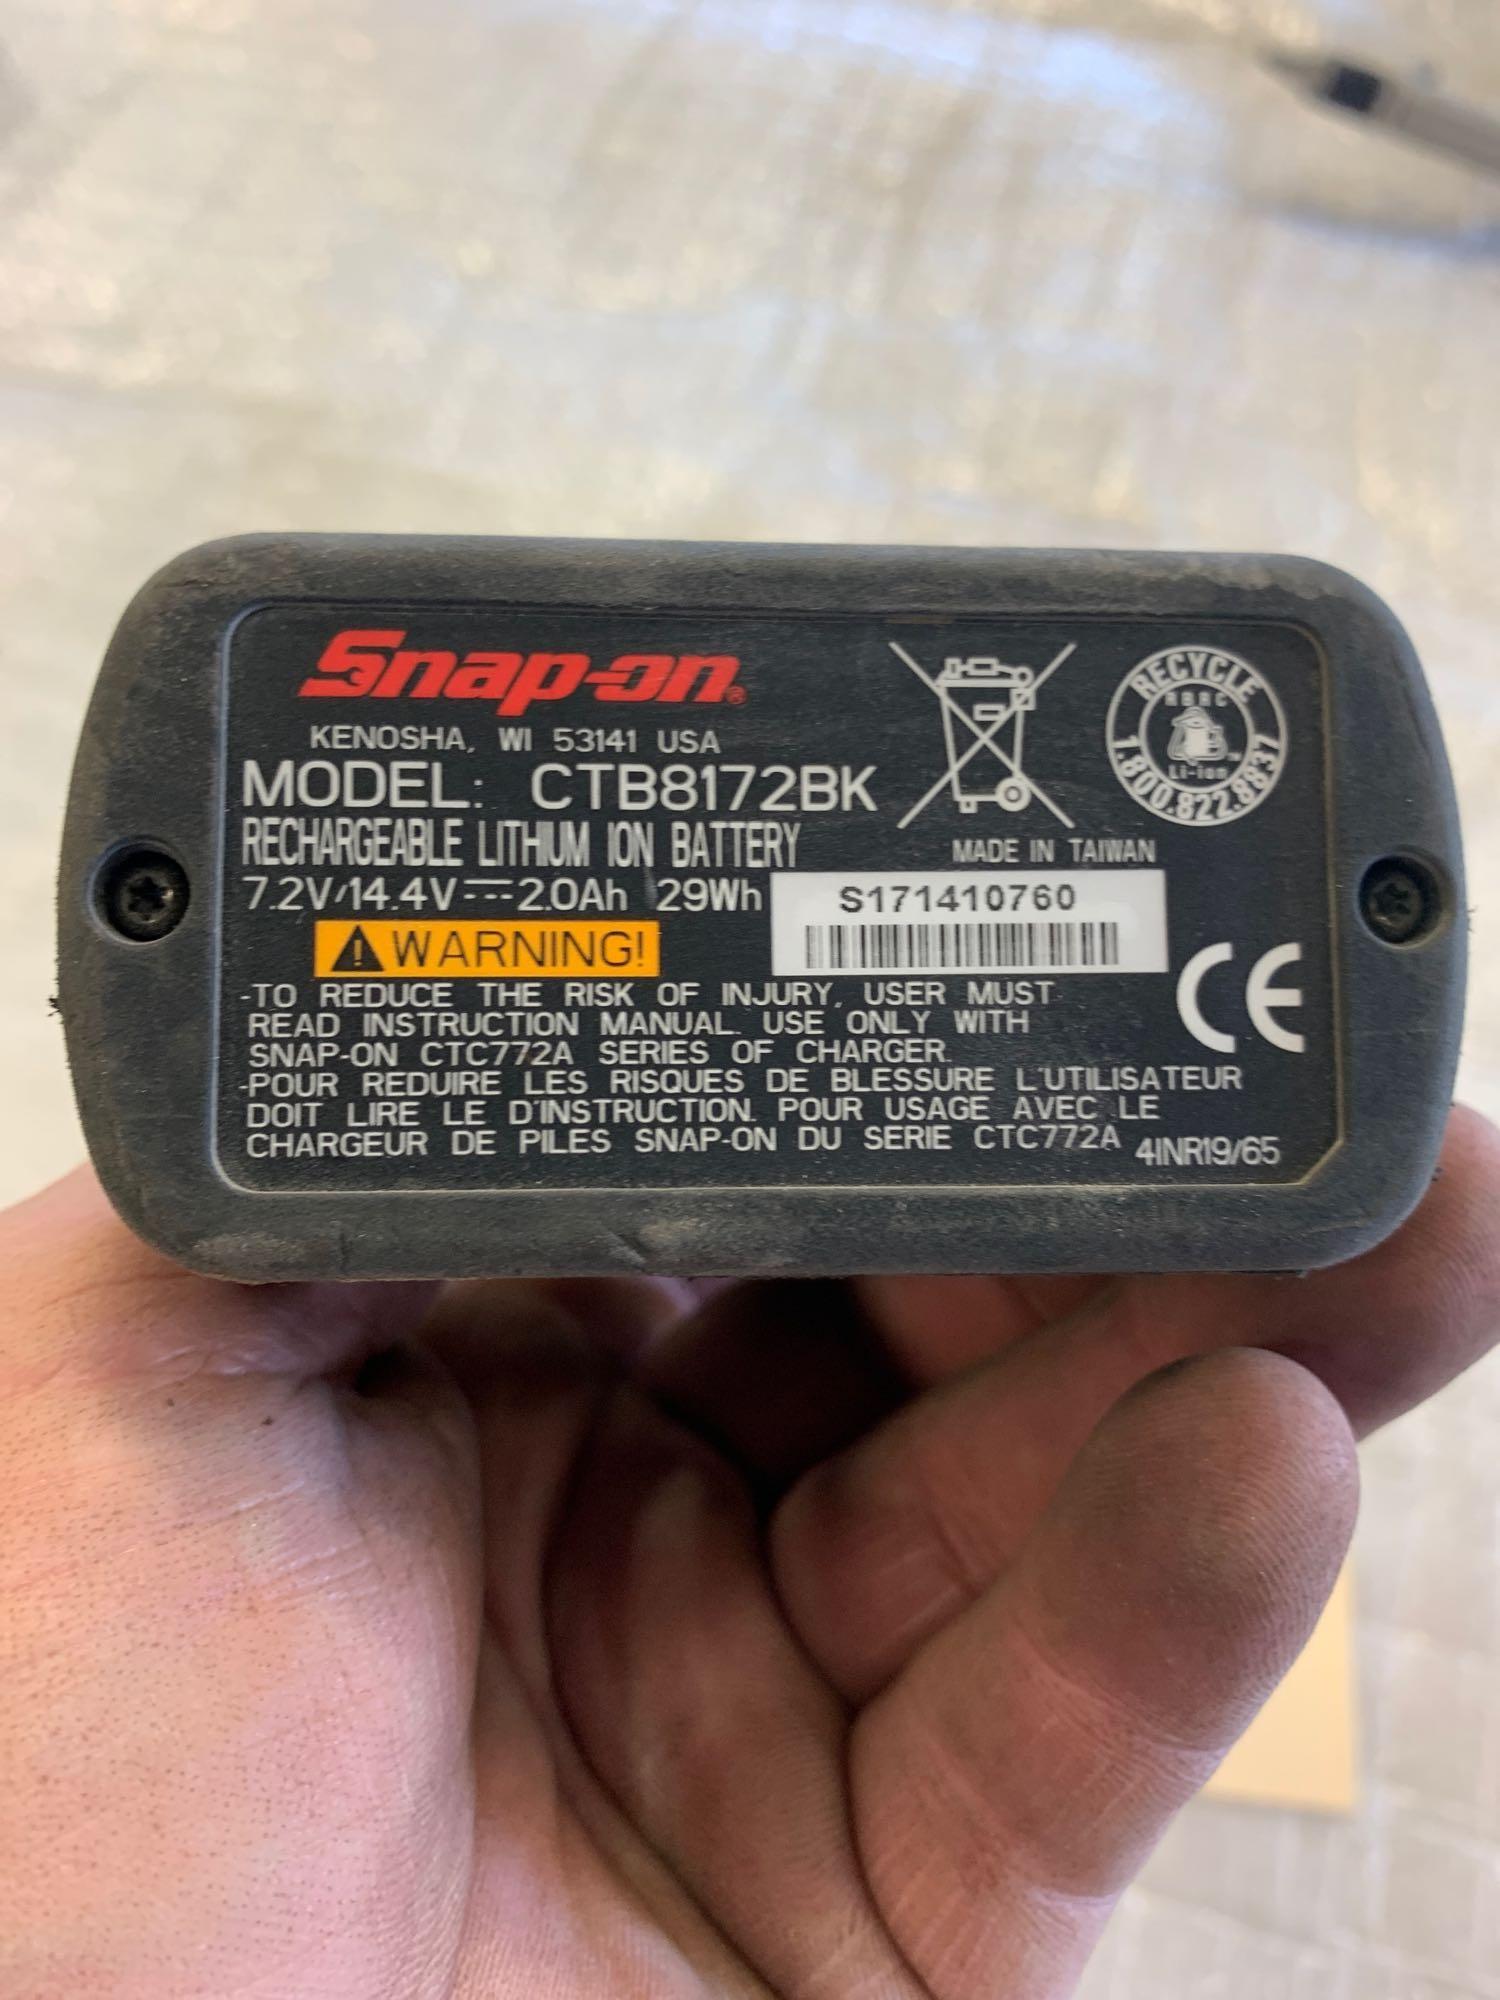 Snap-on®
KENOSHA, WI 53141 USA
MODEL: CTB8172BK
RECHARGEABLE LITHIUM ION BATTERY
7.2V/14.4V 2.0Ah 29Wh
RECYCLE
RBRC
Li-ion
1.800.822.8837
MADE IN TAIWAN
S171410760
WARNING!
-TO REDUCE THE RISK OF INJURY, USER MUST
READ INSTRUCTION MANUAL. USE ONLY WITH
SNAP-ON CTC772A SERIES OF CHARGER.
-POUR REDUIRE LES RISQUES DE BLESSURE L'UTILISATEUR
DOIT LIRE LE D'INSTRUCTION. POUR USAGE AVEC LE
CHARGEUR DE PILES SNAP-ON DU SERIE CTC772A
4INR19/65
CE